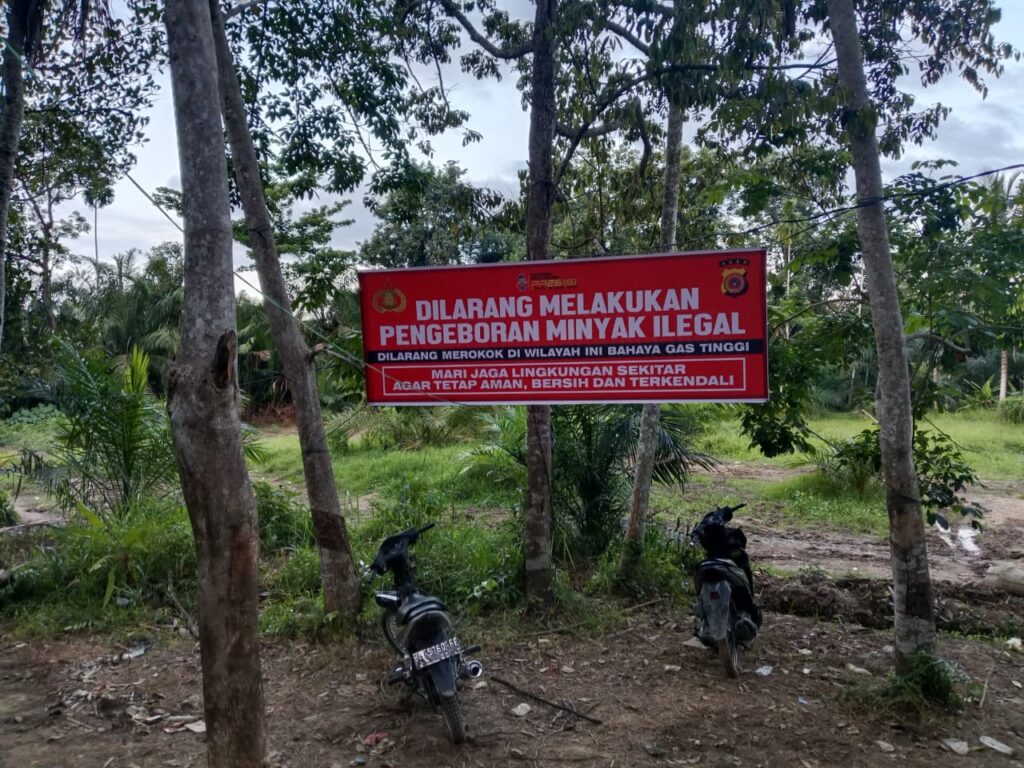 PRESISI
DILARANG MELAKUKAN
PENGEBORAN MINYAK ILEGAL
DILARANG MEROKOK DI WILAYAH INI BAHAYA GAS TINGGI
MARI JAGA LINGKUNGAN SEKITAR
AGAR TETAP AMAN, BERSIH DAN TERKENDALI